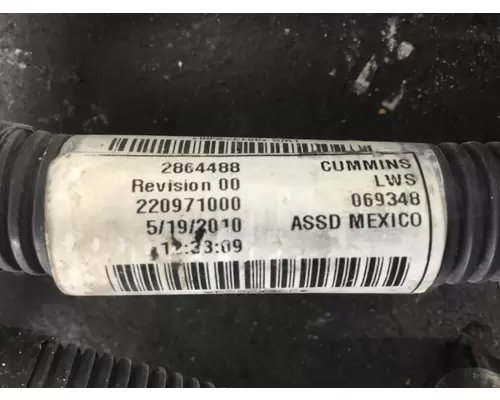 2864488 CUMMINS
Revision 00 LWS
220971000 069348
5/19/2010 ASSD MEXICO
12:33:09